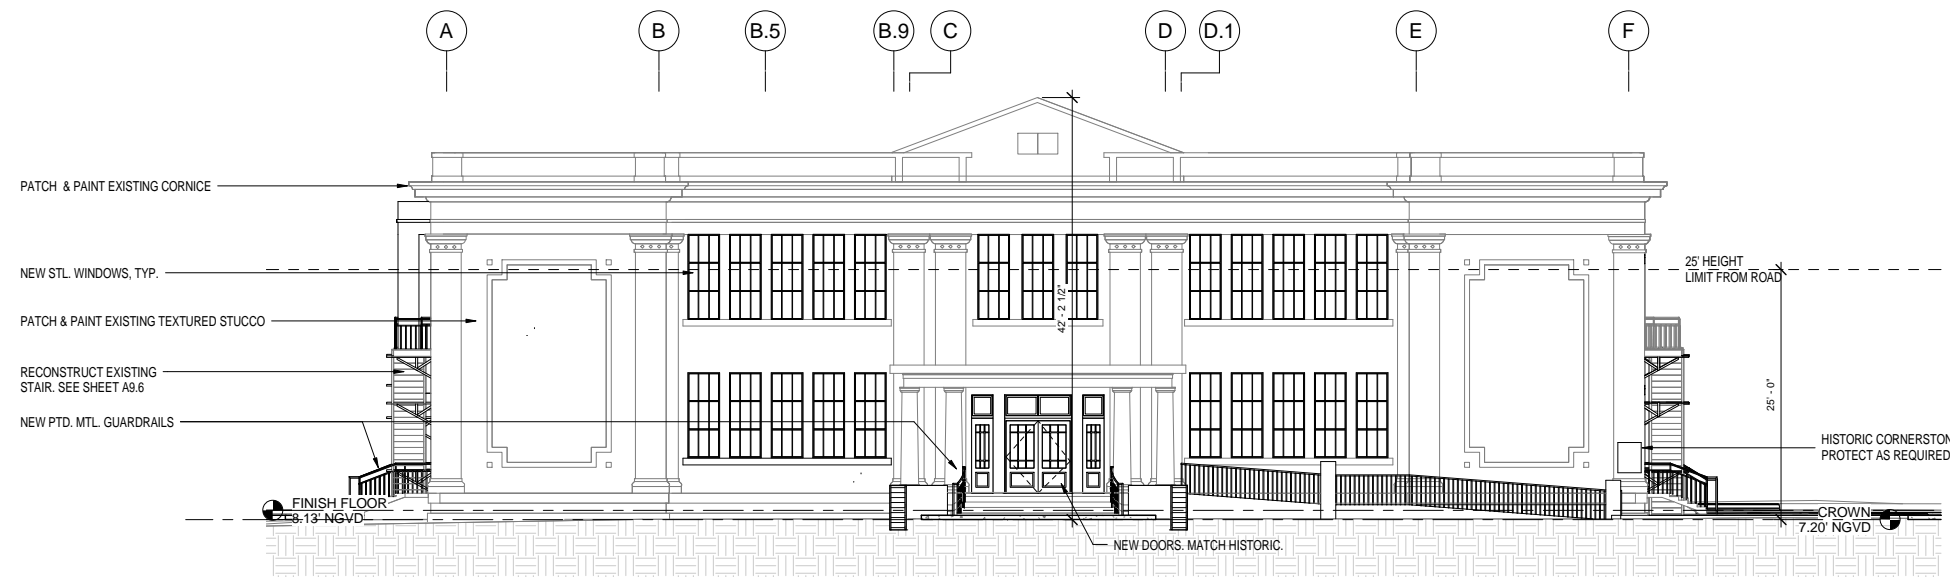 A B B.5 B.9 C D D.1 E F
PATCH & PAINT EXISTING CORNICE
NEW STL. WINDOWS, TYP.
PATCH & PAINT EXISTING TEXTURED STUCCO
RECONSTRUCT EXISTING
STAIR. SEE SHEET A9.6
NEW PTD. MTL. GUARDRAILS
FINISH FLOOR
8.13' NGVD
42' - 2 1/2"
NEW DOORS. MATCH HISTORIC.
25' HEIGHT
LIMIT FROM ROAD
25' - 0"
HISTORIC CORNERSTON
PROTECT AS REQUIRED
CROWN
7.20' NGVD